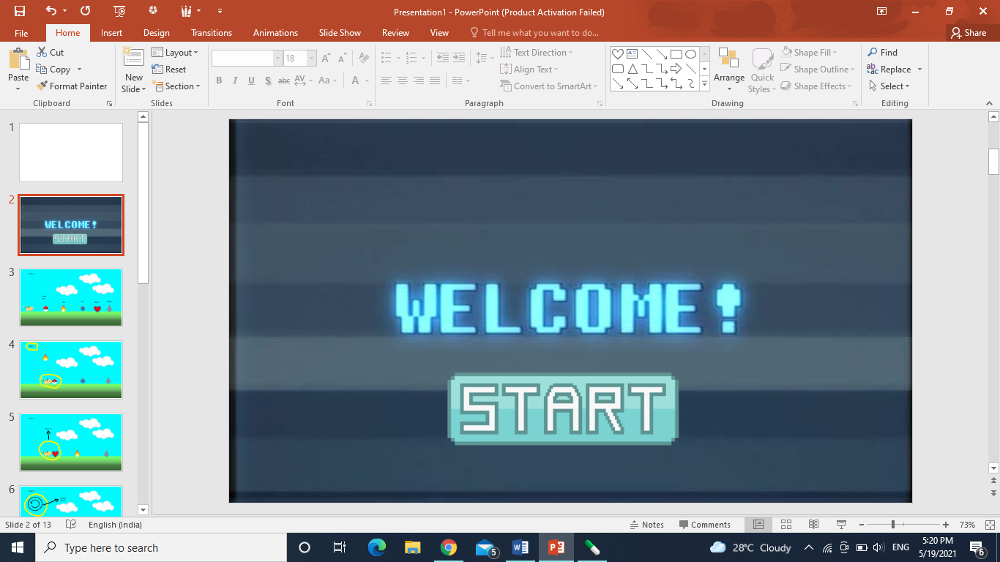 Presentation1 - PowerPoint (Product Activation Failed)
File Home Insert Design Transitions Animations Slide Show Review View Tell me what you want to do... Share
Paste
Cut
Copy
Format Painter
Clipboard
New Slide
Layout
Reset
Section
Slides
18
B I U S abc AV Aa A
Font
Text Direction
Align Text
Convert to SmartArt
Paragraph
Arrange
Quick Styles
Shape Fill
Shape Outline
Shape Effects
Drawing
Find
Replace
Select
Editing
1
2
WELCOME!
START
3
4
5
6
WELCOME!
START
Slide 2 of 13 English (India) Notes Comments 73%
Type here to search 5 28°C Cloudy ENG 5:20 PM
5/19/2021 6